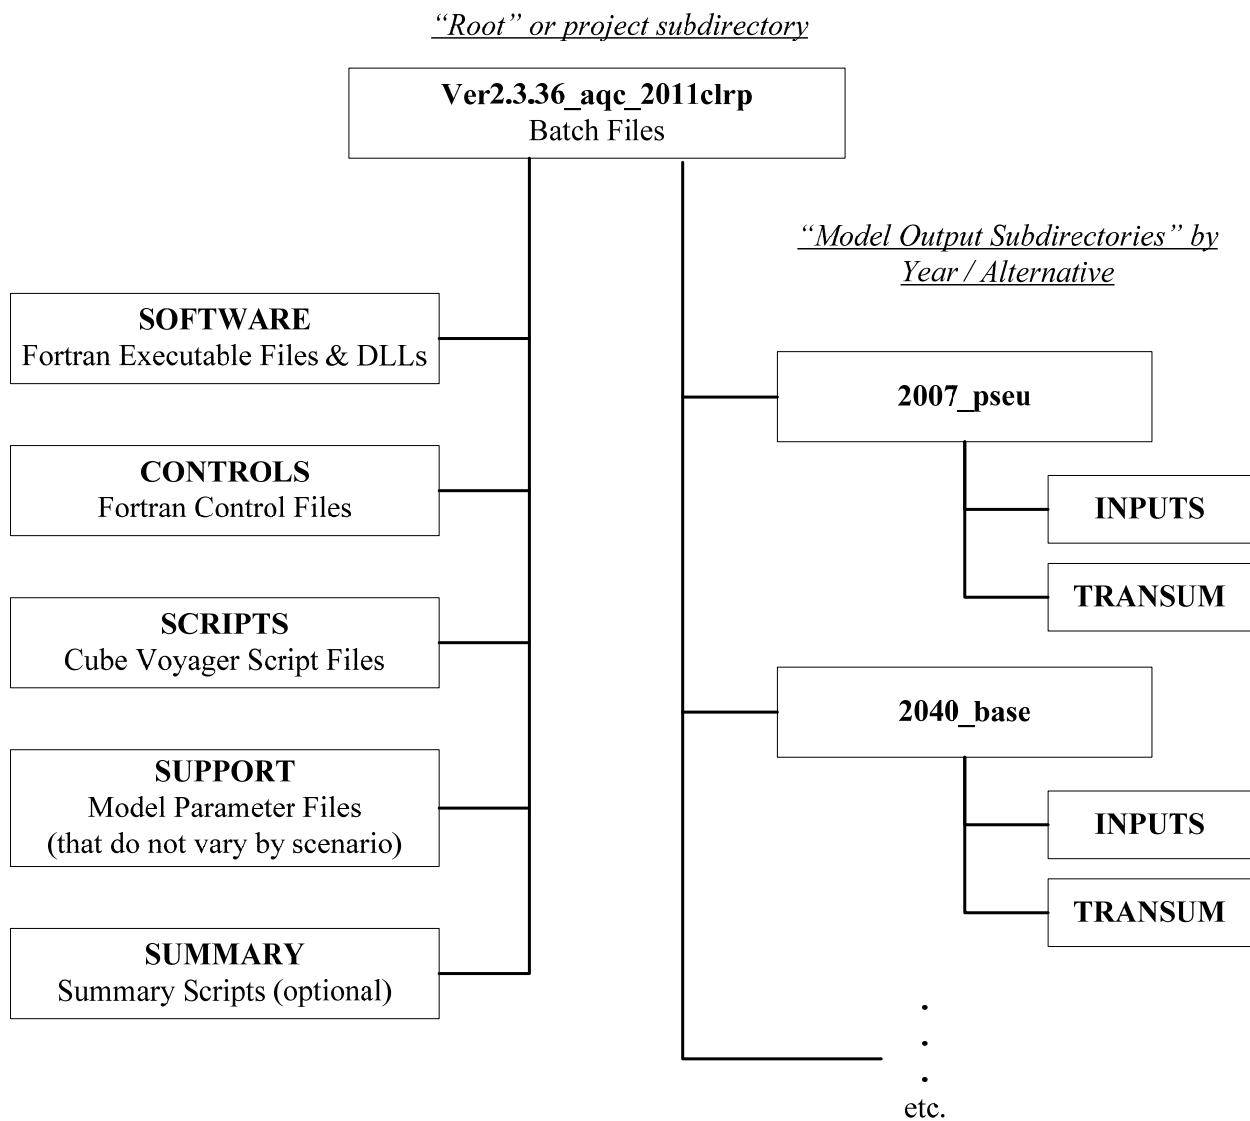 “Root” or project subdirectory
Ver2.3.36_aqc_2011clrp
Batch Files
“Model Output Subdirectories” by
Year / Alternative
SOFTWARE
Fortran Executable Files & DLLs
CONTROLS
Fortran Control Files
SCRIPTS
Cube Voyager Script Files
SUPPORT
Model Parameter Files
(that do not vary by scenario)
SUMMARY
Summary Scripts (optional)
2007_pseu
INPUTS
TRANSUM
2040_base
INPUTS
TRANSUM
.
.
.
etc.